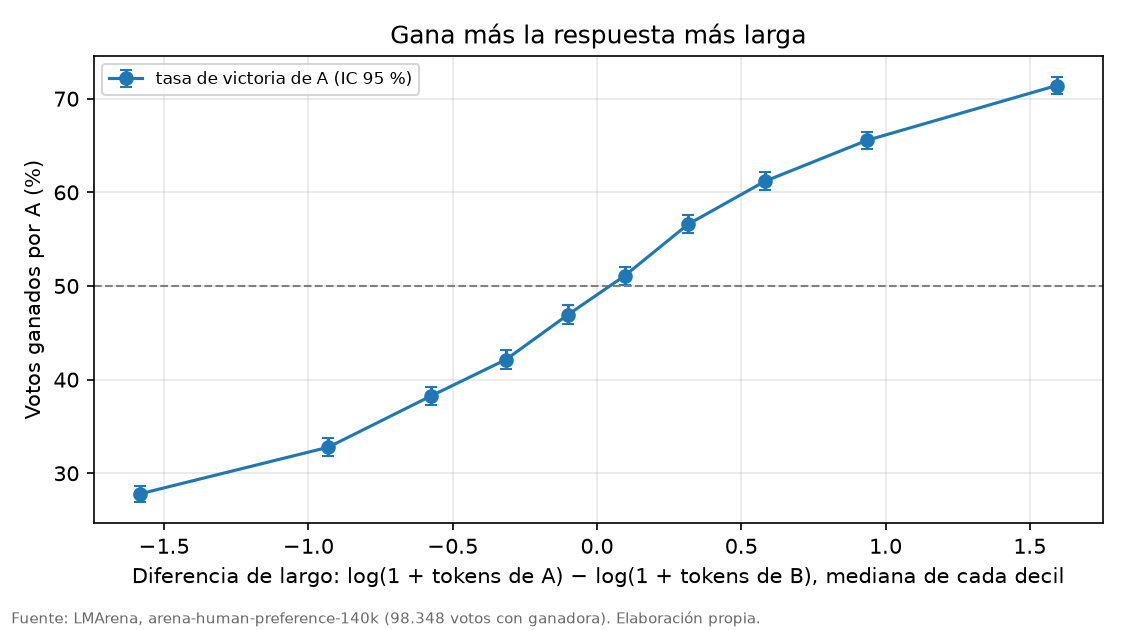 Gana más la respuesta más larga
tasa de victoria de A (IC 95 %)
Votos ganados por A (%)
70
60
50
40
30
−1.5 −1.0 −0.5 0.0 0.5 1.0 1.5
Diferencia de largo: log(1 + tokens de A) − log(1 + tokens de B), mediana de cada decil
Fuente: LMArena, arena-human-preference-140k (98.348 votos con ganadora). Elaboración propia.